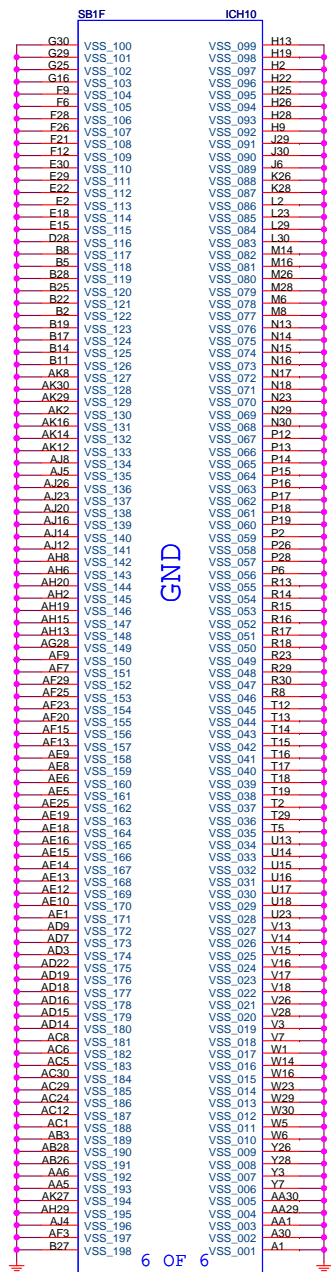 SB1F ICH10
G30 VSS_100 VSS_099 H13
G29 VSS_101 VSS_098 H19
G25 VSS_102 VSS_097 H2
G16 VSS_103 VSS_096 H22
F9 VSS_104 VSS_095 H25
F6 VSS_105 VSS_094 H26
F28 VSS_106 VSS_093 H28
F26 VSS_107 VSS_092 H9
F21 VSS_108 VSS_091 J29
F12 VSS_109 VSS_090 J30
E30 VSS_110 VSS_089 J6
E29 VSS_111 VSS_088 K26
E22 VSS_112 VSS_087 K28
E2 VSS_113 VSS_086 L2
E18 VSS_114 VSS_085 L23
E15 VSS_115 VSS_084 L29
D28 VSS_116 VSS_083 L30
B8 VSS_117 VSS_082 M14
B5 VSS_118 VSS_081 M16
B28 VSS_119 VSS_080 M26
B25 VSS_120 VSS_079 M28
B22 VSS_121 VSS_078 M6
B2 VSS_122 VSS_077 M8
B19 VSS_123 VSS_076 N13
B17 VSS_124 VSS_075 N14
B14 VSS_125 VSS_074 N15
B11 VSS_126 VSS_073 N16
AK8 VSS_127 VSS_072 N17
AK30 VSS_128 VSS_071 N18
AK29 VSS_129 VSS_070 N23
AK2 VSS_130 VSS_069 N29
AK16 VSS_131 VSS_068 N30
AK14 VSS_132 VSS_067 P12
AK12 VSS_133 VSS_066 P13
AJ8 VSS_134 VSS_065 P14
AJ5 VSS_135 VSS_064 P15
AJ26 VSS_136 VSS_063 P16
AJ23 VSS_137 VSS_062 P17
AJ20 VSS_138 VSS_061 P18
AJ16 VSS_139 VSS_060 P19
AJ14 VSS_140 VSS_059 P2
AJ12 VSS_141 VSS_058 P26
AH8 VSS_142 VSS_057 P28
AH6 VSS_143 VSS_056 P6
AH20 VSS_144 VSS_055 R13
AH2 VSS_145 VSS_054 R14
AH19 VSS_146 VSS_053 R15
AH15 VSS_147 VSS_052 R16
AH13 VSS_148 VSS_051 R17
AG28 VSS_149 VSS_050 R18
AF9 VSS_150 VSS_049 R23
AF7 VSS_151 VSS_048 R29
AF29 VSS_152 VSS_047 R30
AF25 VSS_153 VSS_046 R8
AF23 VSS_154 VSS_045 T12
AF20 VSS_155 VSS_044 T13
AF15 VSS_156 VSS_043 T14
AF13 VSS_157 VSS_042 T15
AE9 VSS_158 VSS_041 T16
AE8 VSS_159 VSS_040 T17
AE6 VSS_160 VSS_039 T18
AE5 VSS_161 VSS_038 T19
AE25 VSS_162 VSS_037 T2
AE19 VSS_163 VSS_036 T29
AE18 VSS_164 VSS_035 T5
AE16 VSS_165 VSS_034 U13
AE15 VSS_166 VSS_033 U14
AE14 VSS_167 VSS_032 U15
AE13 VSS_168 VSS_031 U16
AE12 VSS_169 VSS_030 U17
AE10 VSS_170 VSS_029 U18
AE1 VSS_171 VSS_028 U23
AD9 VSS_172 VSS_027 V13
AD7 VSS_173 VSS_026 V14
AD3 VSS_174 VSS_025 V15
AD22 VSS_175 VSS_024 V16
AD19 VSS_176 VSS_023 V17
AD18 VSS_177 VSS_022 V18
AD16 VSS_178 VSS_021 V26
AD15 VSS_179 VSS_020 V28
AD14 VSS_180 VSS_019 V3
AC8 VSS_181 VSS_018 V7
AC6 VSS_182 VSS_017 W1
AC5 VSS_183 VSS_016 W14
AC30 VSS_184 VSS_015 W16
AC29 VSS_185 VSS_014 W23
AC24 VSS_186 VSS_013 W29
AC12 VSS_187 VSS_012 W30
AC1 VSS_188 VSS_011 W5
AB3 VSS_189 VSS_010 W6
AB28 VSS_190 VSS_009 Y26
AB26 VSS_191 VSS_008 Y28
AA6 VSS_192 VSS_007 Y3
AA5 VSS_193 VSS_006 Y7
AK27 VSS_194 VSS_005 AA30
AH29 VSS_195 VSS_004 AA29
AJ4 VSS_196 VSS_003 AA1
AF3 VSS_197 VSS_002 A30
B27 VSS_198 VSS_001 A1
GND
6 OF 6